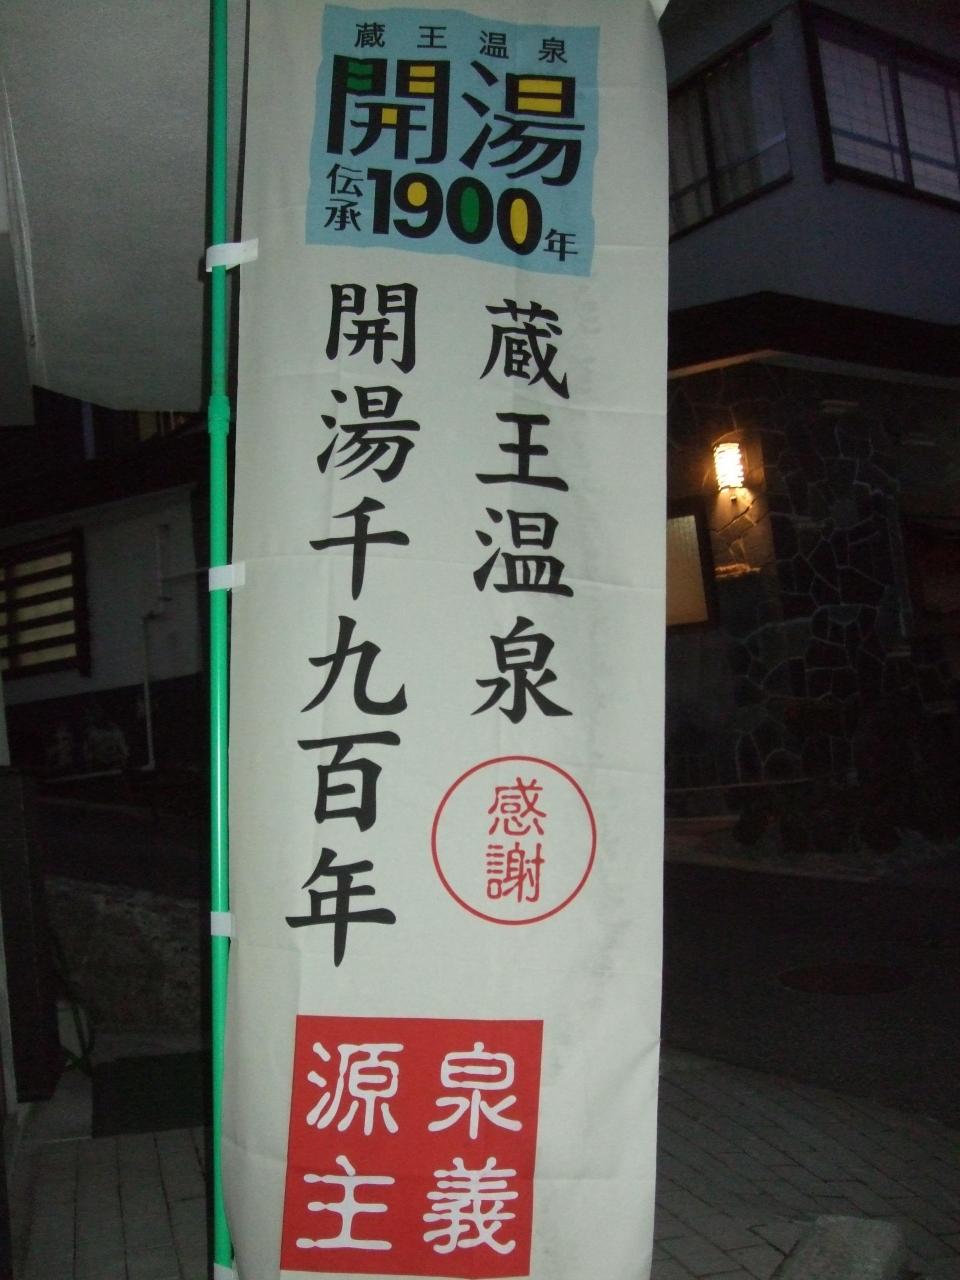 蔵王温泉
開湯
伝承1900年
蔵王温泉
感謝
開湯千九百年
源泉
主義